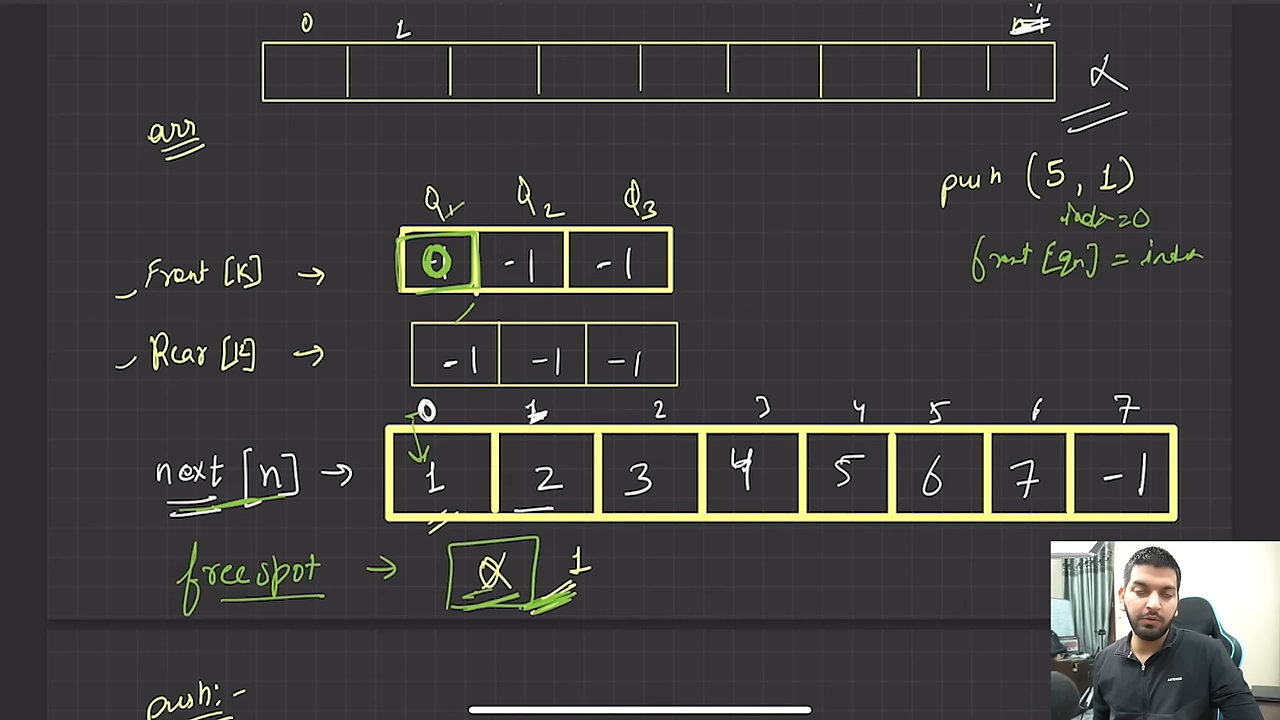 0 1
arr
push (5, 1)
index=0
front [qn] = index
Q1 Q2 Q3
Front [K] → 0 -1 -1
Rear [K] → -1 -1 -1
0 1 2 3 4 5 6 7
next [n] → 1 2 3 4 5 6 7 -1
freespot → 0 1
push:-